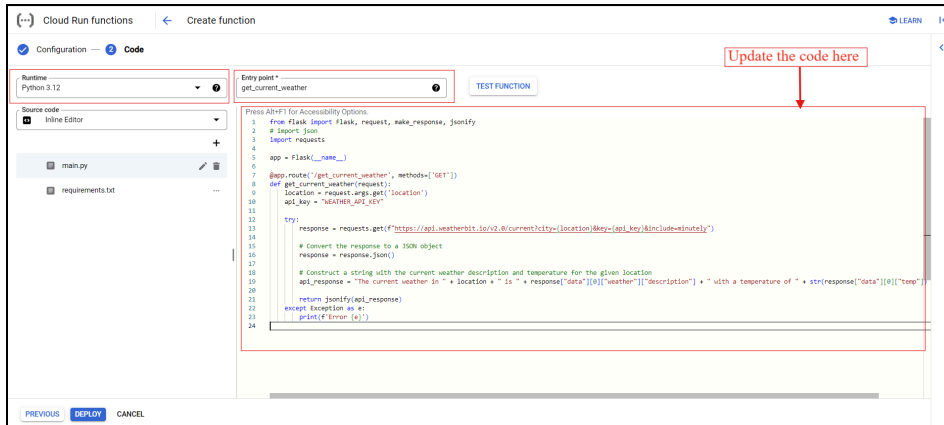 Cloud Run functions
Create function
LEARN
Configuration
2 Code
Update the code here
Runtime
Python 3.12
Entry point *
get_current_weather
TEST FUNCTION
Source code
Inline Editor
main.py
requirements.txt
Press Alt+F1 for Accessibility Options.
1 from flask import Flask, request, make_response, jsonify
2 # import json
3 import requests
4
5 app = Flask(__name__)
6
7 @app.route('/get_current_weather', methods=['GET'])
8 def get_current_weather(request):
9 location = request.args.get('location')
10 api_key = "WEATHER_API_KEY"
11
12 try:
13 response = requests.get(f"https://api.weatherbit.io/v2.0/current?city={location}&key={api_key}&include=minutely")
14
15 # Convert the response to a JSON object
16 response = response.json()
17
18 # Construct a string with the current weather description and temperature for the given location
19 api_response = "The current weather in " + location + " is " + response["data"][0]["weather"]["description"] + " with a temperature of " + str(response["data"][0]["temp"])
20
21 return jsonify(api_response)
22 except Exception as e:
23 print(f'Error {e}')
24
PREVIOUS
DEPLOY
CANCEL